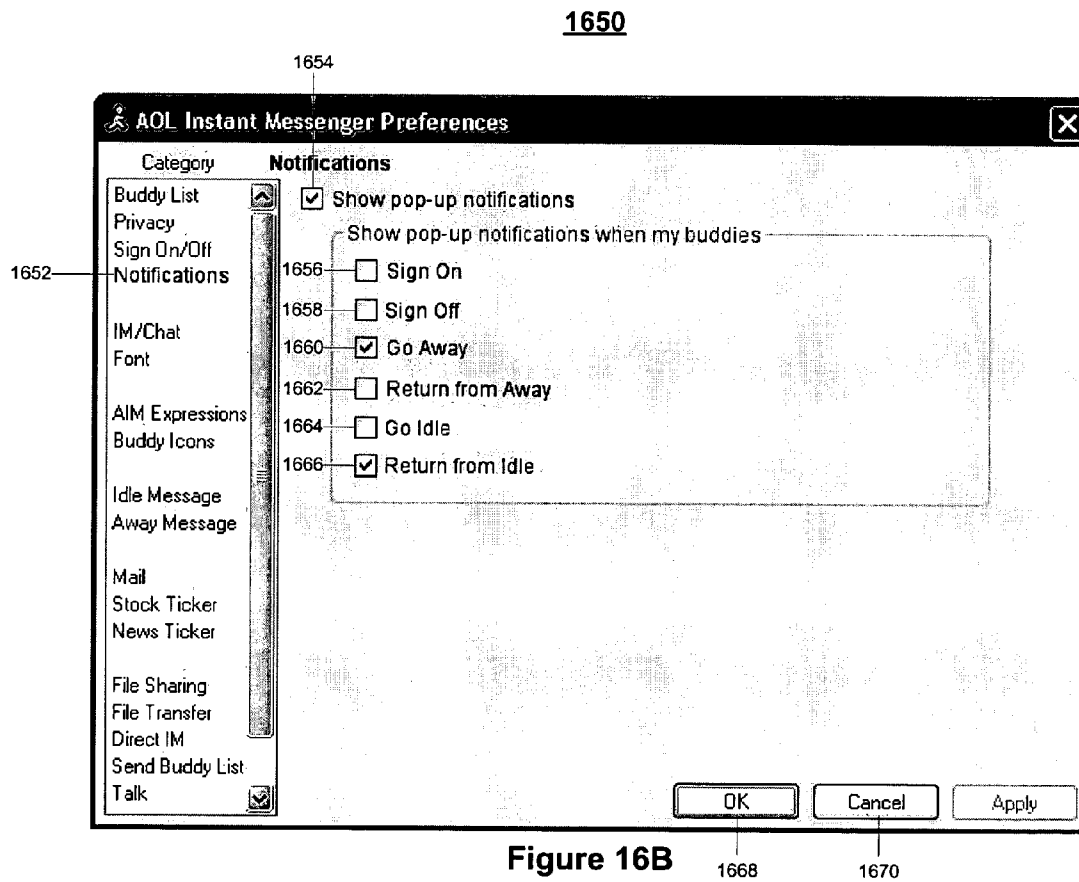 1650
1654
AOL Instant Messenger Preferences
Category
Notifications
Buddy List
Privacy
Sign On/Off
1652
Notifications
IM/Chat
Font
AIM Expressions
Buddy Icons
Idle Message
Away Message
Mail
Stock Ticker
News Ticker
File Sharing
File Transfer
Direct IM
Send Buddy List
Talk
Show pop-up notifications
Show pop-up notifications when my buddies
1656 Sign On
1658 Sign Off
1660 Go Away
1662 Return from Away
1664 Go Idle
1666 Return from Idle
OK Cancel Apply
Figure 16B
1668
1670